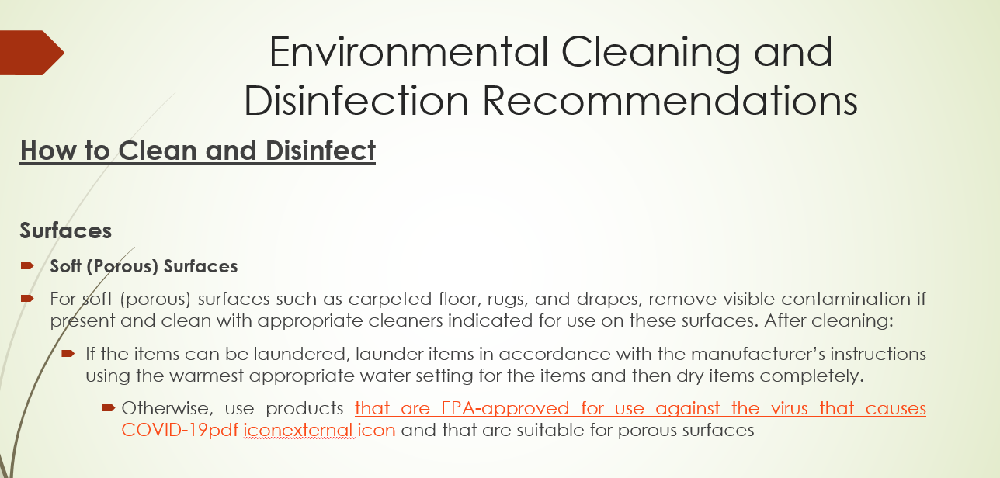 Environmental Cleaning and
Disinfection Recommendations
How to Clean and Disinfect
Surfaces
Soft (Porous) Surfaces
For soft (porous) surfaces such as carpeted floor, rugs, and drapes, remove visible contamination if
present and clean with appropriate cleaners indicated for use on these surfaces. After cleaning:
If the items can be laundered, launder items in accordance with the manufacturer’s instructions
using the warmest appropriate water setting for the items and then dry items completely.
Otherwise, use products that are EPA-approved for use against the virus that causes
COVID-19pdf iconexternal icon and that are suitable for porous surfaces